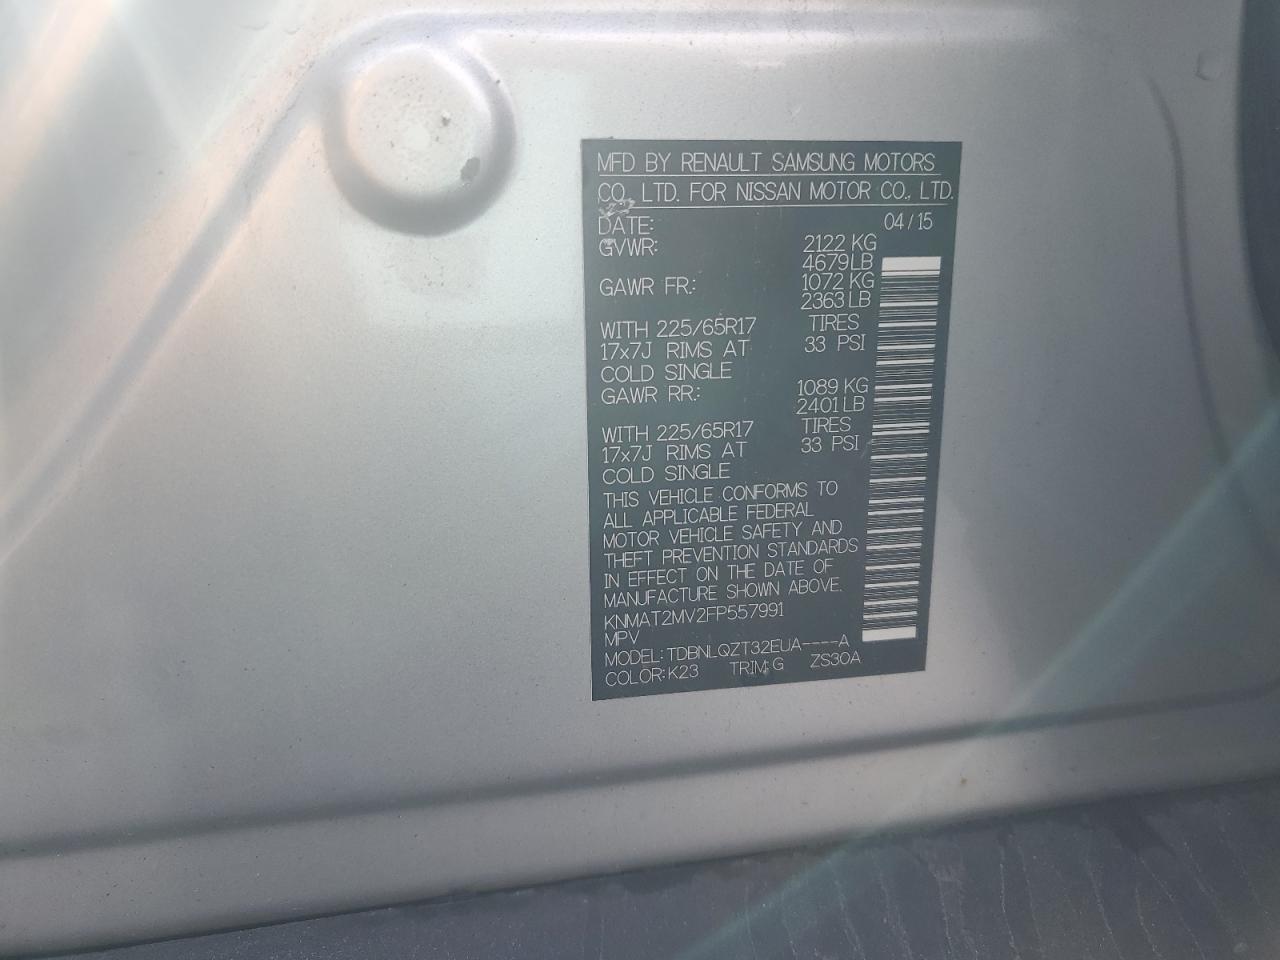 MFD BY RENAULT SAMSUNG MOTORS
CO., LTD. FOR NISSAN MOTOR CO., LTD.
DATE: 04/15
GVWR: 2122 KG
4679LB
GAWR FR.: 1072 KG
2363LB
WITH 225/65R17 TIRES
17x7J RIMS AT 33 PSI
COLD SINGLE
GAWR RR.: 1089 KG
2401LB
WITH 225/65R17 TIRES
17x7J RIMS AT 33 PSI
COLD SINGLE
THIS VEHICLE CONFORMS TO
ALL APPLICABLE FEDERAL
MOTOR VEHICLE SAFETY AND
THEFT PREVENTION STANDARDS
IN EFFECT ON THE DATE OF
MANUFACTURE SHOWN ABOVE.
KNMAT2MV2FP557991
MPV
MODEL:TDBNLQZT32EUA----A
COLOR:K23 TRIM:G ZS30A